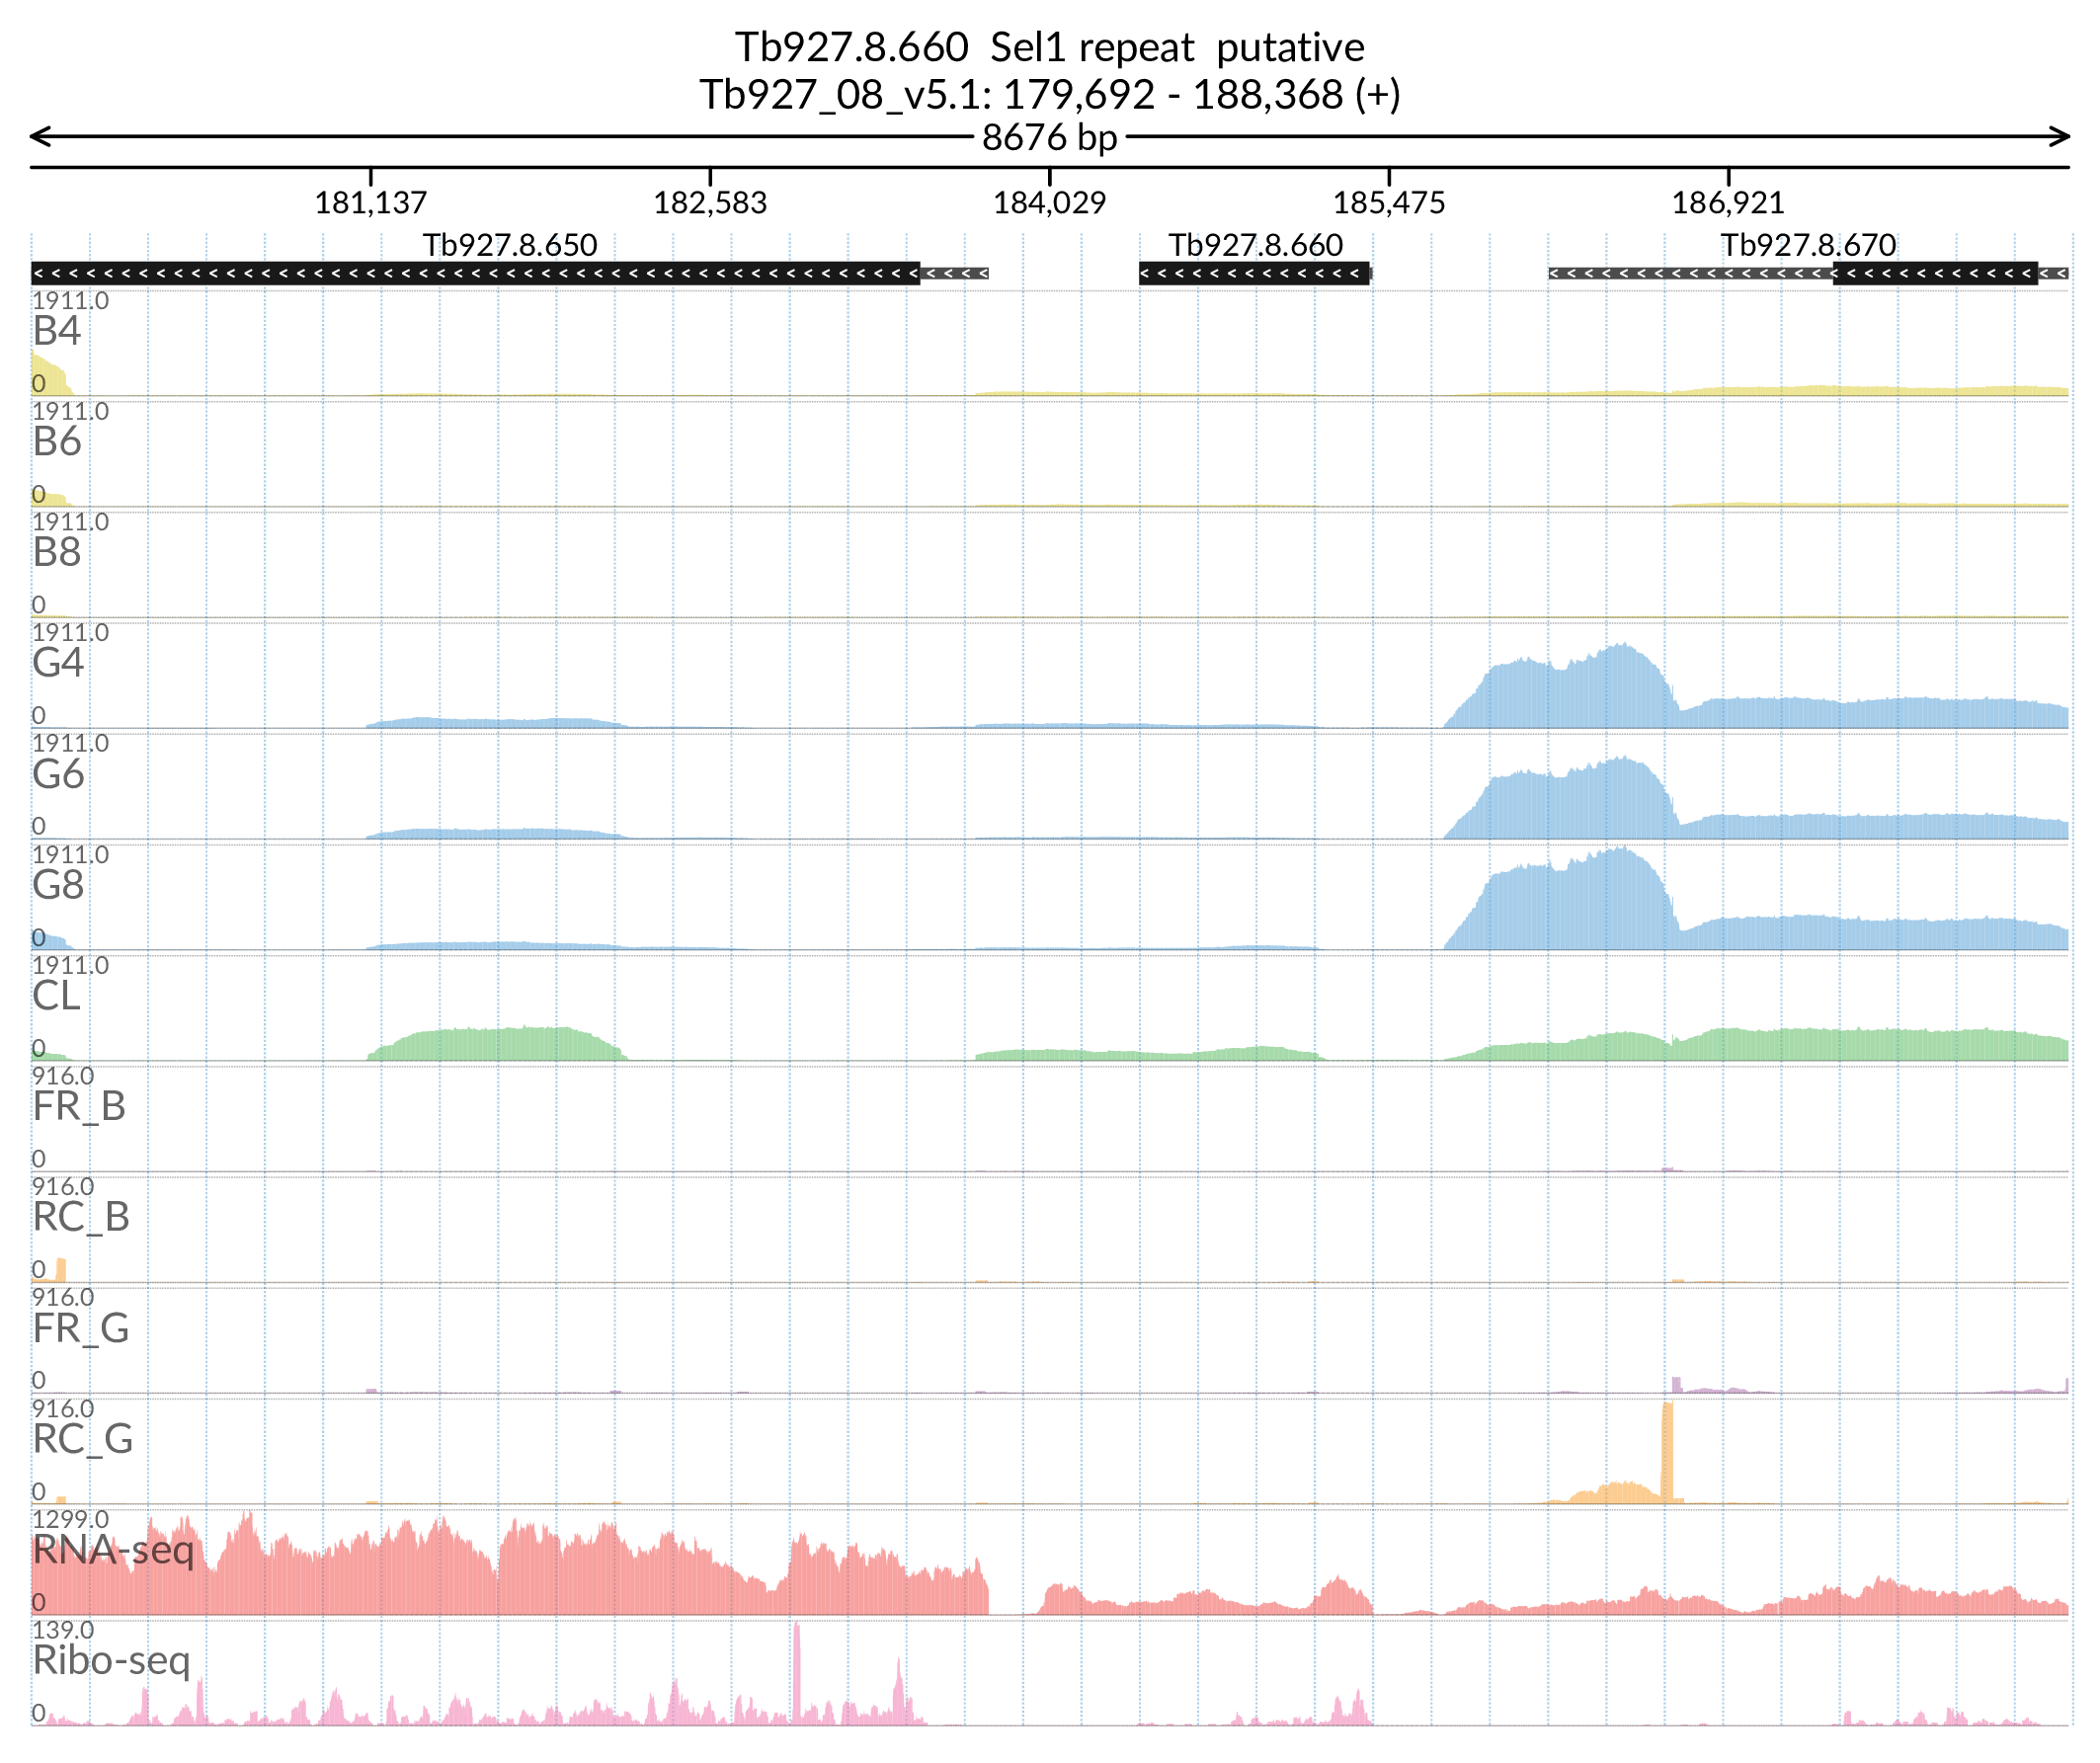 Tb927.8.660  Sel1 repeat  putative
Tb927_08_v5.1: 179,692 - 188,368 (+)
8676 bp
181,137 182,583 184,029 185,475 186,921
Tb927.8.650 Tb927.8.660 Tb927.8.670
1911.0
B4
0
1911.0
B6
0
1911.0
B8
0
1911.0
G4
0
1911.0
G6
0
1911.0
G8
0
1911.0
CL
0
916.0
FR_B
0
916.0
RC_B
0
916.0
FR_G
0
916.0
RC_G
0
1299.0
RNA-seq
0
139.0
Ribo-seq
0